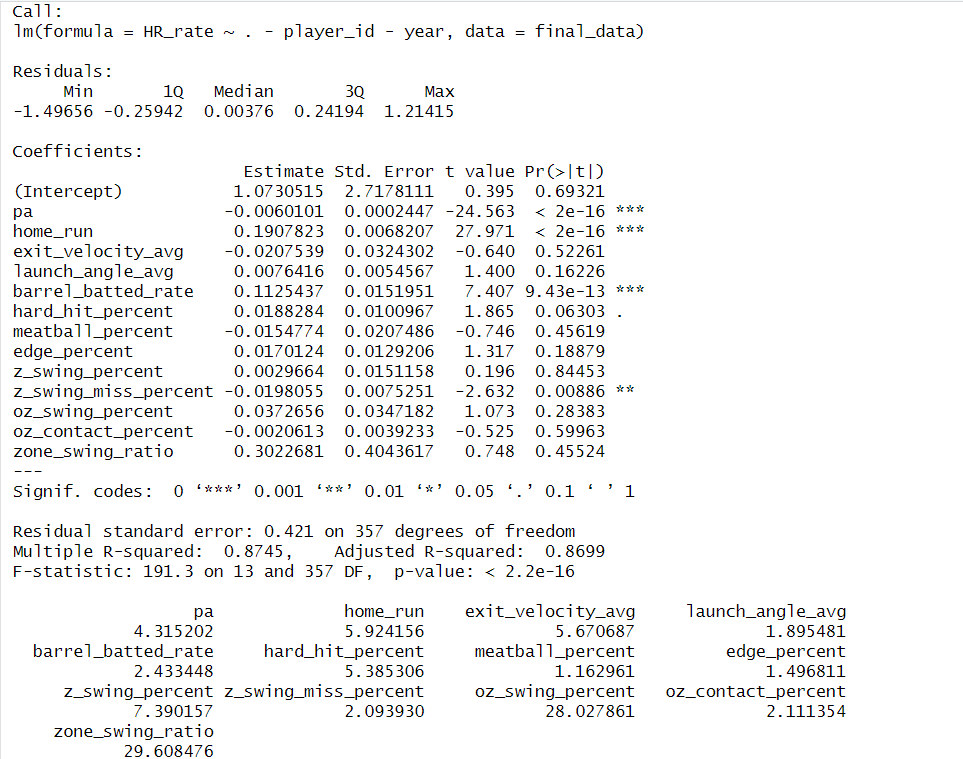 Call:
lm(formula = HR_rate ~ . - player_id - year, data = final_data)
Residuals:
Min 1Q Median 3Q Max
-1.49656 -0.25942 0.00376 0.24194 1.21415
Coefficients:
Estimate Std. Error t value Pr(>|t|)
(Intercept) 1.0730515 2.7178111 0.395 0.69321
pa -0.0060101 0.0002447 -24.563 < 2e-16 ***
home_run 0.1907823 0.0068207 27.971 < 2e-16 ***
exit_velocity_avg -0.0207539 0.0324302 -0.640 0.52261
launch_angle_avg 0.0076416 0.0054567 1.400 0.16226
barrel_batted_rate 0.1125437 0.0151951 7.407 9.43e-13 ***
hard_hit_percent 0.0188284 0.0100967 1.865 0.06303 .
meatball_percent -0.0154774 0.0207486 -0.746 0.45619
edge_percent 0.0170124 0.0129206 1.317 0.18879
z_swing_percent 0.0029664 0.0151158 0.196 0.84453
z_swing_miss_percent -0.0198055 0.0075251 -2.632 0.00886 **
oz_swing_percent 0.0372656 0.0347182 1.073 0.28383
oz_contact_percent -0.0020613 0.0039233 -0.525 0.59963
zone_swing_ratio 0.3022681 0.4043617 0.748 0.45524
---
Signif. codes: 0 ‘***’ 0.001 ‘**’ 0.01 ‘*’ 0.05 ‘.’ 0.1 ‘ ’ 1
Residual standard error: 0.421 on 357 degrees of freedom
Multiple R-squared: 0.8745, Adjusted R-squared: 0.8699
F-statistic: 191.3 on 13 and 357 DF, p-value: < 2.2e-16
pa home_run exit_velocity_avg launch_angle_avg
4.315202 5.924156 5.670687 1.895481
barrel_batted_rate hard_hit_percent meatball_percent edge_percent
2.433448 5.385306 1.162961 1.496811
z_swing_percent z_swing_miss_percent oz_swing_percent oz_contact_percent
7.390157 2.093930 28.027861 2.111354
zone_swing_ratio
29.608476